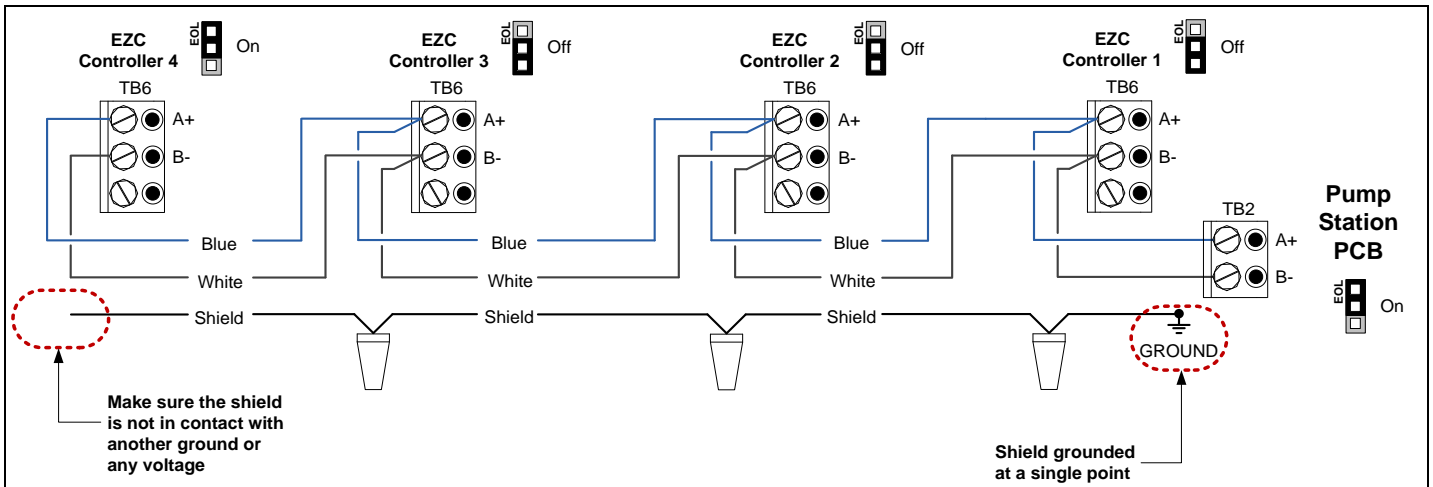 EZC
Controller 4
EOL
On
TB6
A+
B-
EZC
Controller 3
EOL
Off
TB6
A+
B-
EZC
Controller 2
EOL
Off
TB6
A+
B-
EZC
Controller 1
EOL
Off
TB6
A+
B-
Pump
Station
PCB
TB2
A+
B-
EOL
On
Blue
Blue
Blue
White
White
White
Shield
Shield
Shield
GROUND
Make sure the shield
is not in contact with
another ground or
any voltage
Shield grounded
at a single point